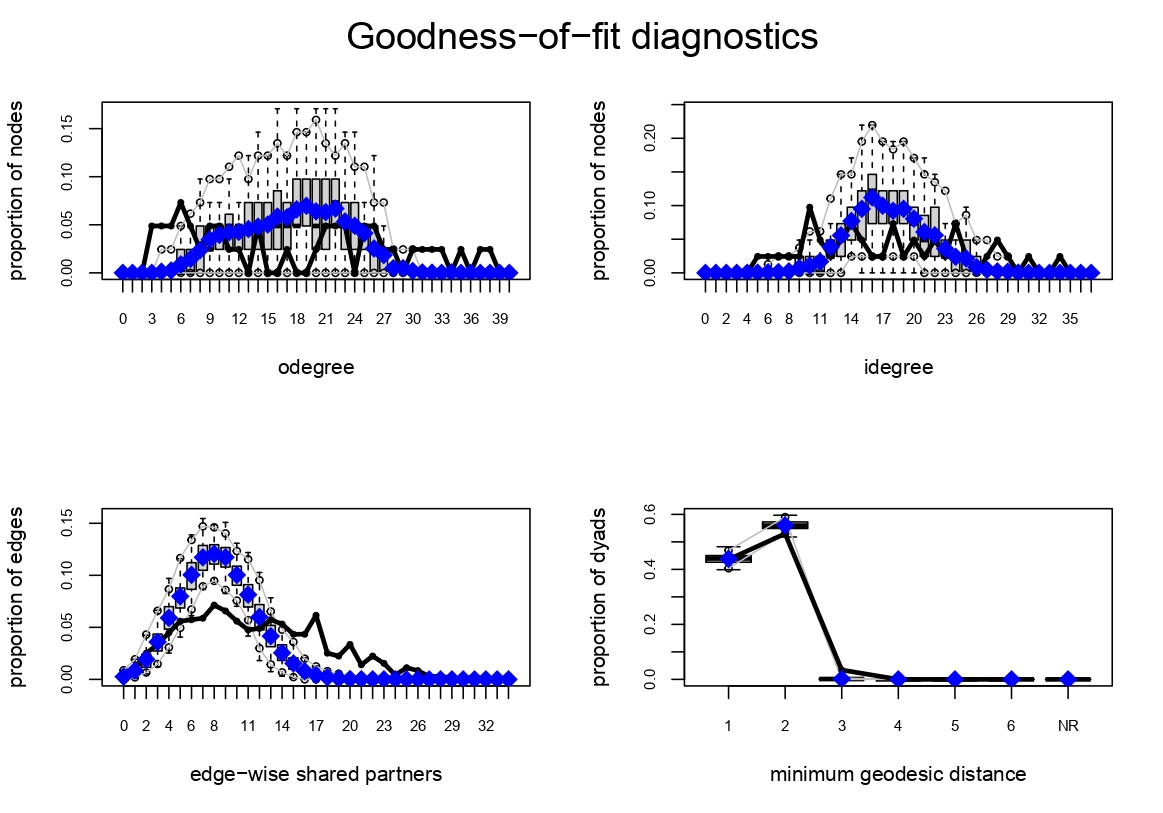 Goodness−of−fit diagnostics
proportion of nodes
0.00 0.05 0.10 0.15
0 3 6 9 12 15 18 21 24 27 30 33 36 39
odegree
proportion of nodes
0.00 0.10 0.20
0 2 4 6 8 11 14 17 20 23 26 29 32 35
idegree
proportion of edges
0.00 0.05 0.10 0.15
0 2 4 6 8 11 14 17 20 23 26 29 32
edge−wise shared partners
proportion of dyads
0.0 0.2 0.4 0.6
1 2 3 4 5 6 NR
minimum geodesic distance